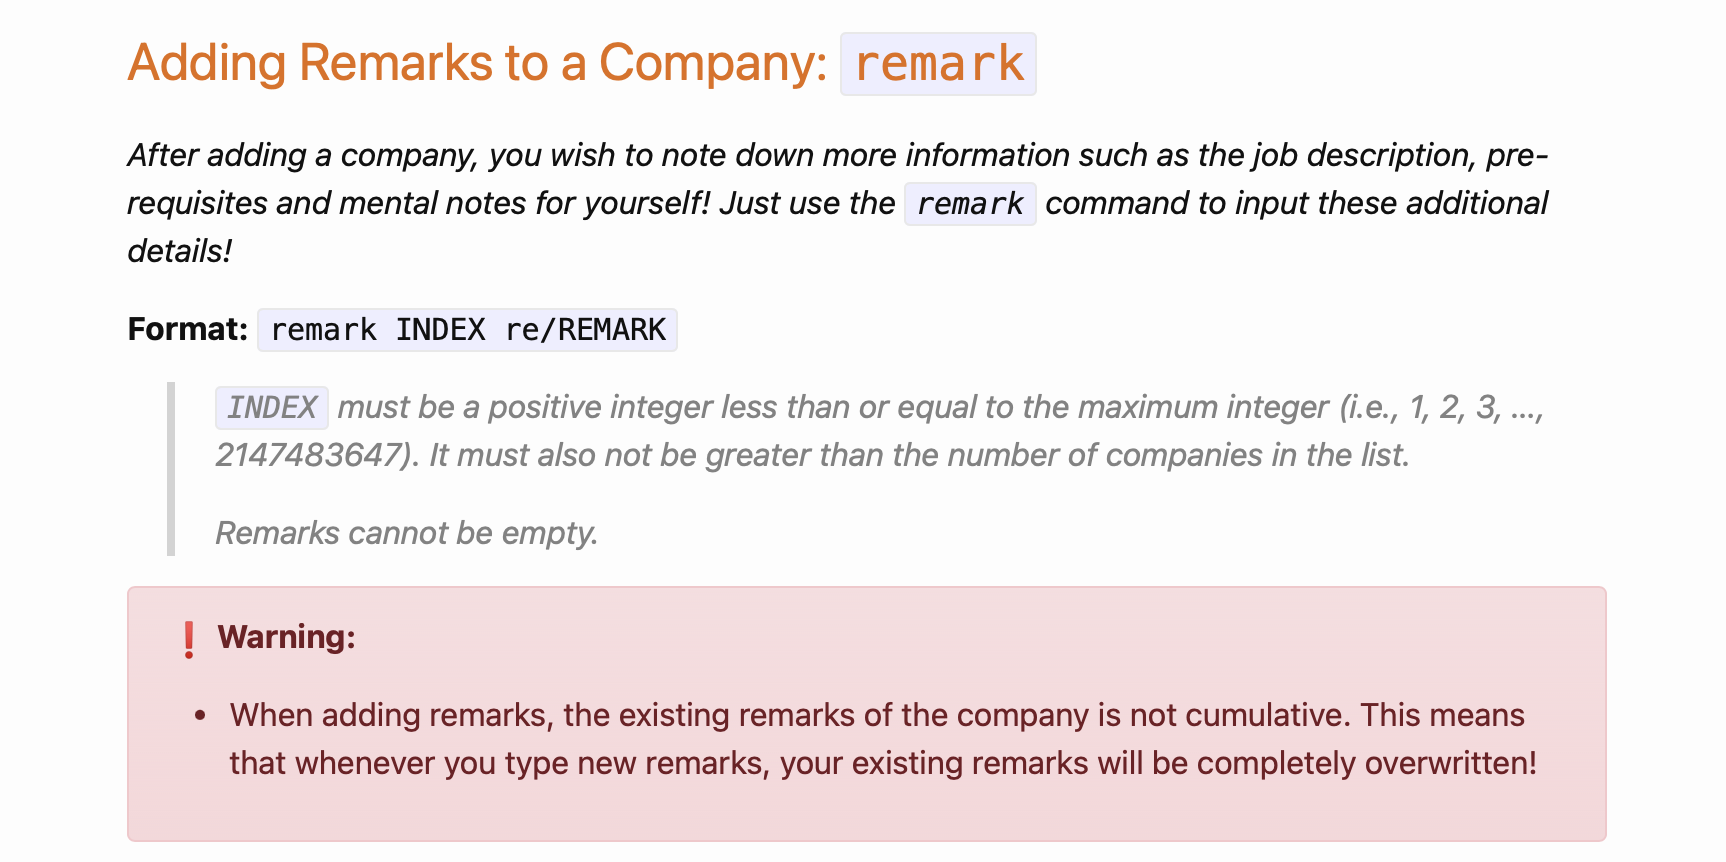 Adding Remarks to a Company: remark
After adding a company, you wish to note down more information such as the job description, pre-
requisites and mental notes for yourself! Just use the remark command to input these additional
details!
Format: remark INDEX re/REMARK
INDEX must be a positive integer less than or equal to the maximum integer (i.e., 1, 2, 3, …,
2147483647). It must also not be greater than the number of companies in the list.
Remarks cannot be empty.
❗ Warning:
• When adding remarks, the existing remarks of the company is not cumulative. This means
that whenever you type new remarks, your existing remarks will be completely overwritten!